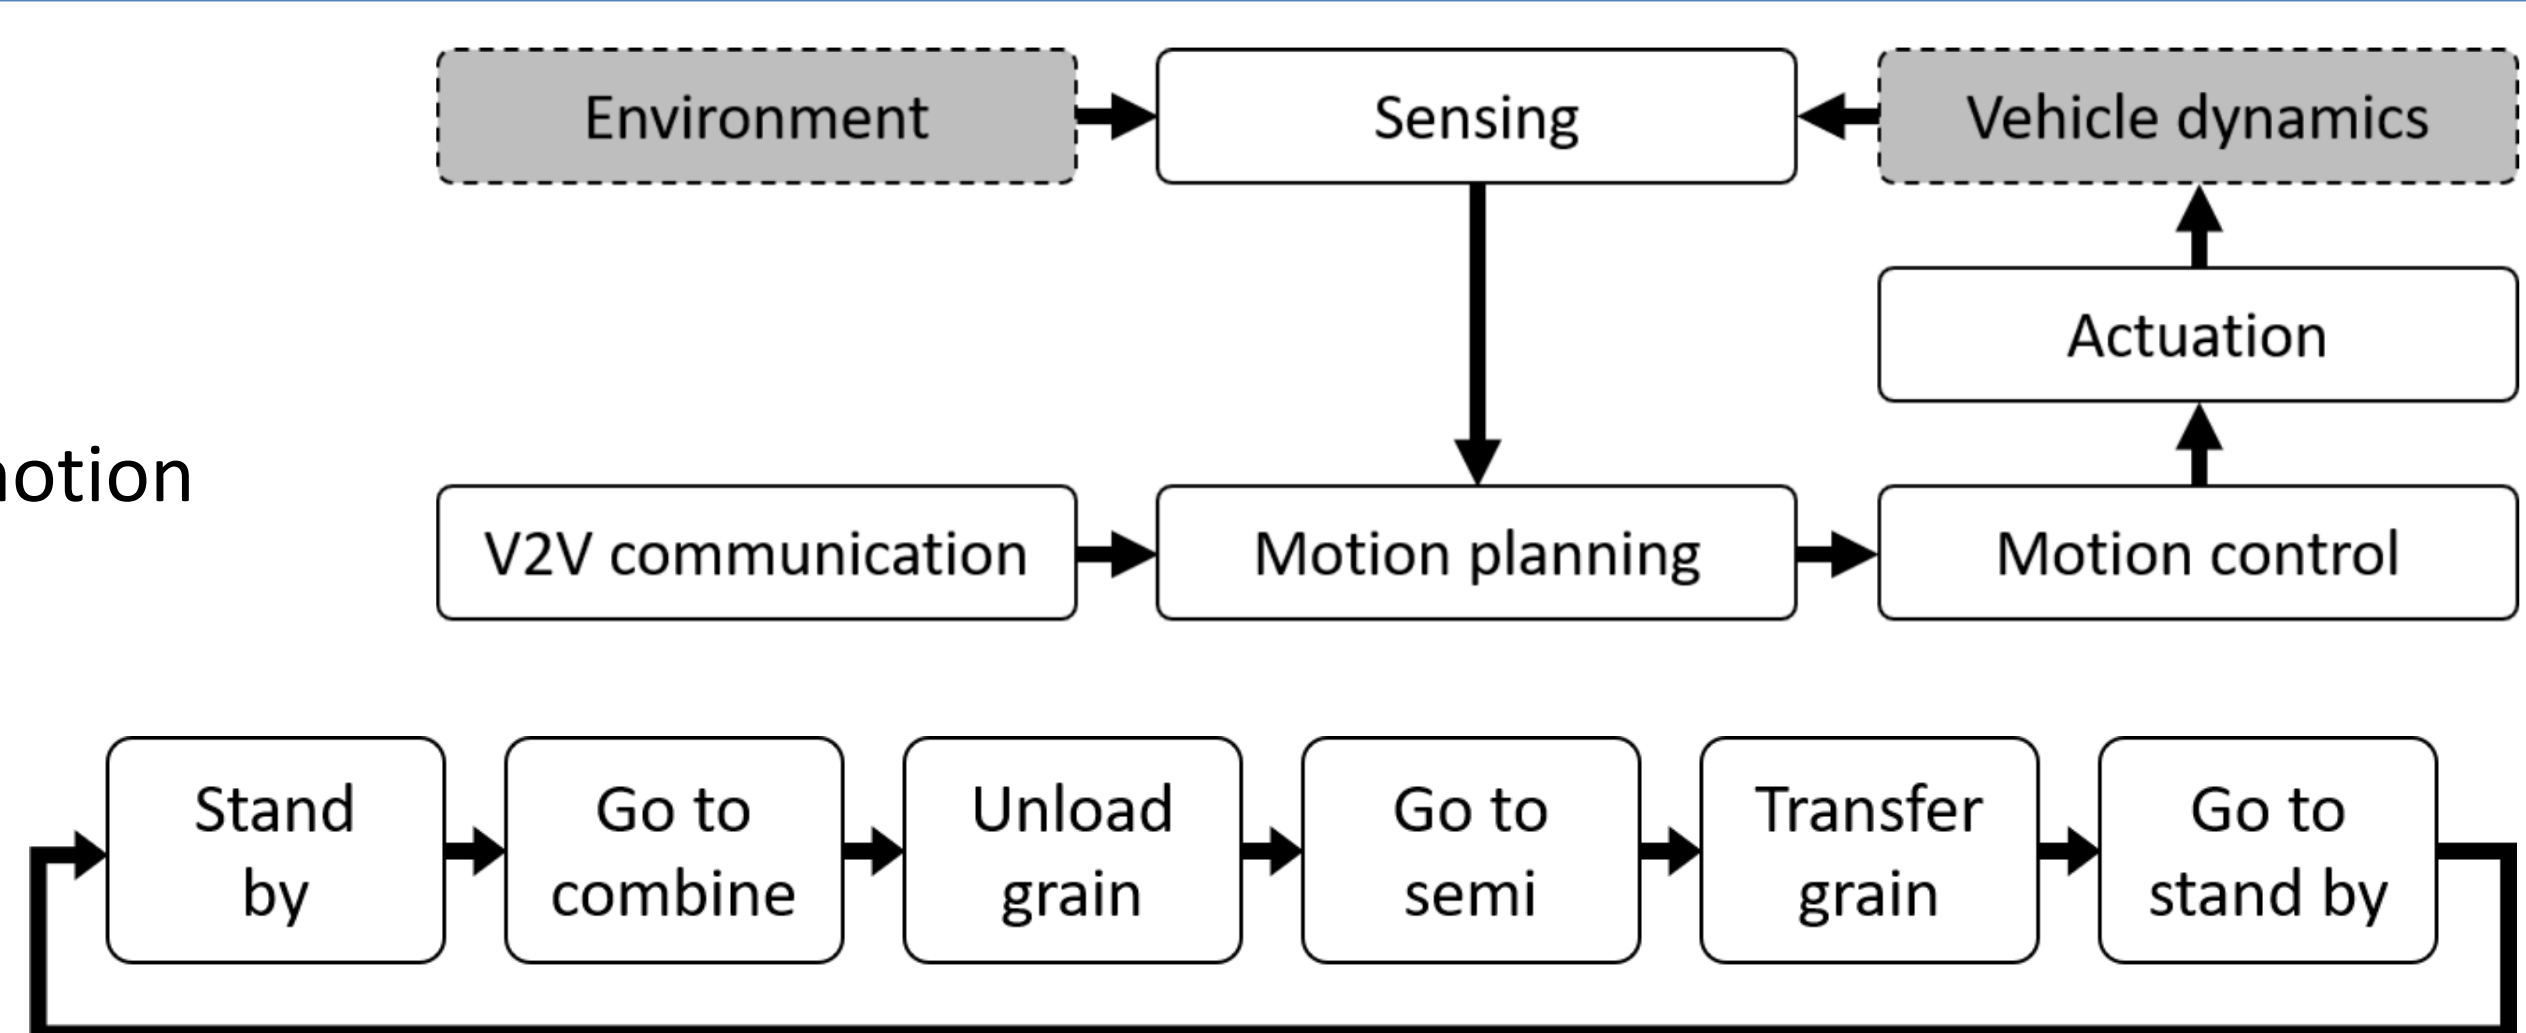 Environment
Sensing
Vehicle dynamics
Actuation
V2V communication
Motion planning
Motion control
Stand
by
Go to
combine
Unload
grain
Go to
semi
Transfer
grain
Go to
stand by